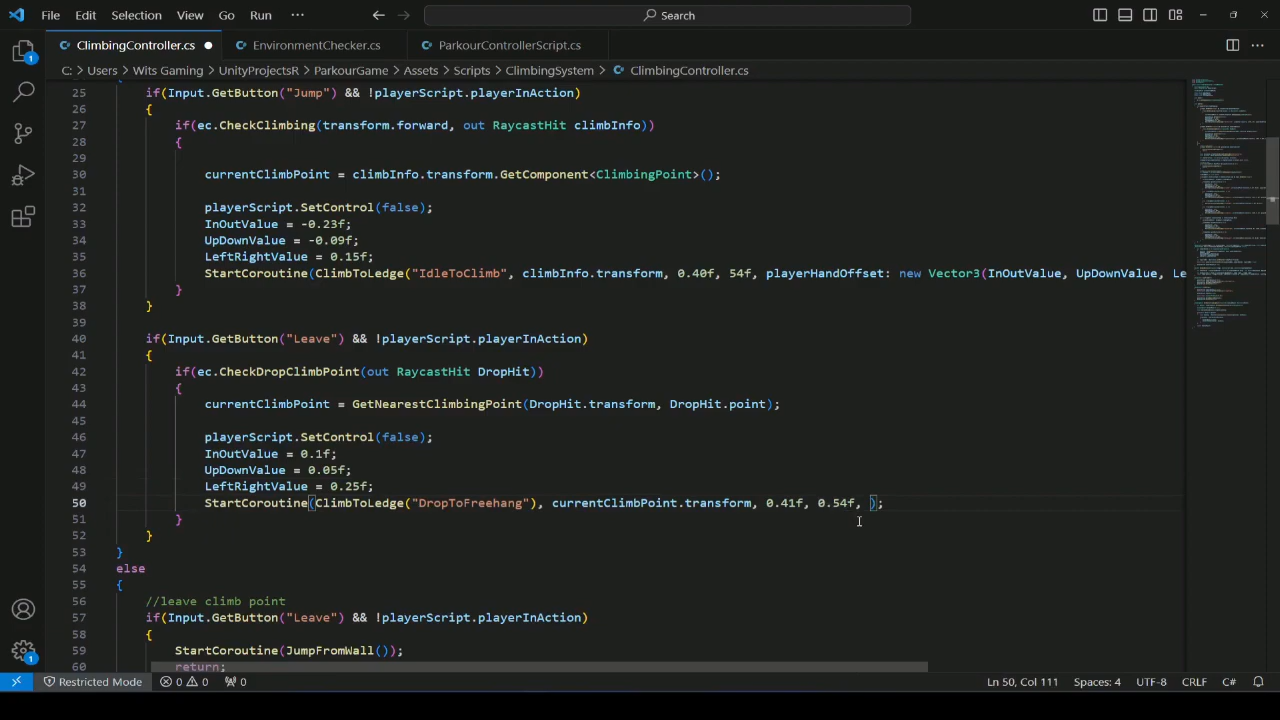 File Edit Selection View Go Run ··· Search
ClimbingController.cs EnvironmentChecker.cs ParkourControllerScript.cs
C: > Users > Wits Gaming > UnityProjectsR > ParkourGame > Assets > Scripts > ClimbingSystem > ClimbingController.cs
25 if(Input.GetButton("Jump") && !playerScript.playerInAction)
26 {
27 if(ec.CheckClimbing(transform.forward, out RaycastHit climbInfo))
28 {
29
30 currentClimbPoint = climbInfo.transform.GetComponent<ClimbingPoint>();
31
32 playerScript.SetControl(false);
33 InOutValue = -0.23f;
34 UpDownValue = -0.09f;
35 LeftRightValue = 0.15f;
36 StartCoroutine(ClimbToLedge("IdleToClimb", climbInfo.transform, 0.40f, 54f, playerHandOffset: new Vector3(InOutValue, UpDownValue, Le
37 }
38 }
39
40 if(Input.GetButton("Leave") && !playerScript.playerInAction)
41 {
42 if(ec.CheckDropClimbPoint(out RaycastHit DropHit))
43 {
44 currentClimbPoint = GetNearestClimbingPoint(DropHit.transform, DropHit.point);
45
46 playerScript.SetControl(false);
47 InOutValue = 0.1f;
48 UpDownValue = 0.05f;
49 LeftRightValue = 0.25f;
50 StartCoroutine(ClimbToLedge("DropToFreehang"), currentClimbPoint.transform, 0.41f, 0.54f, );
51 }
52 }
53 }
54 else
55 {
56 //leave climb point
57 if(Input.GetButton("Leave") && !playerScript.playerInAction)
58 {
59 StartCoroutine(JumpFromWall());
60 return;
1
1
Restricted Mode 0 0 0 Ln 50, Col 111 Spaces: 4 UTF-8 CRLF C#